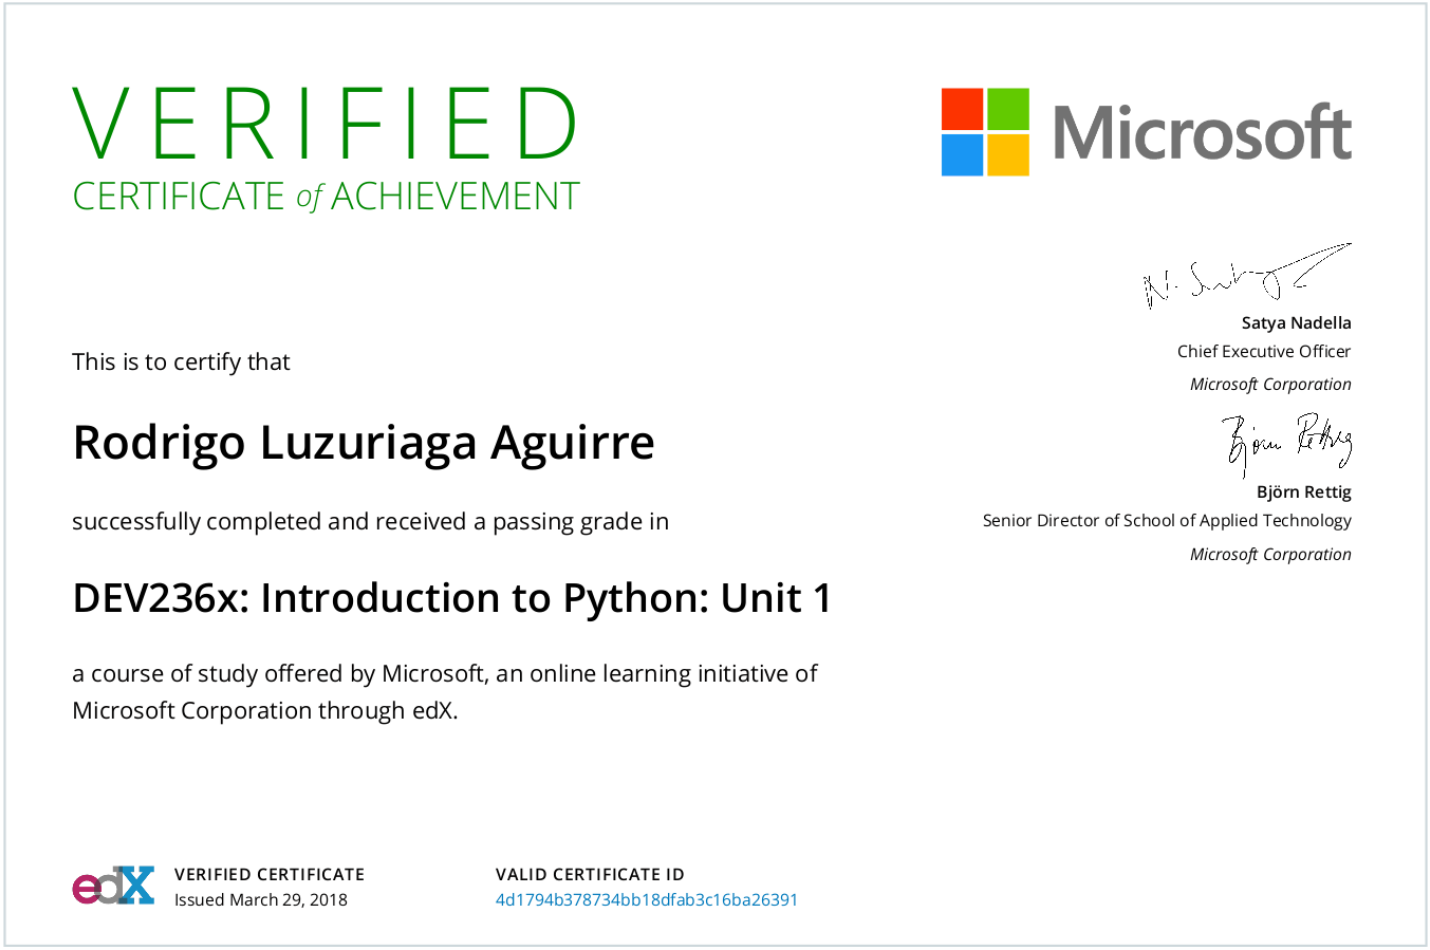 VERIFIED
CERTIFICATE of ACHIEVEMENT
Microsoft
N. Satya
Satya Nadella
Chief Executive Officer
Microsoft Corporation
Björn Rettig
Björn Rettig
Senior Director of School of Applied Technology
Microsoft Corporation
This is to certify that
Rodrigo Luzuriaga Aguirre
successfully completed and received a passing grade in
DEV236x: Introduction to Python: Unit 1
a course of study offered by Microsoft, an online learning initiative of
Microsoft Corporation through edX.
edX
VERIFIED CERTIFICATE
Issued March 29, 2018
VALID CERTIFICATE ID
4d1794b378734bb18dfab3c16ba26391